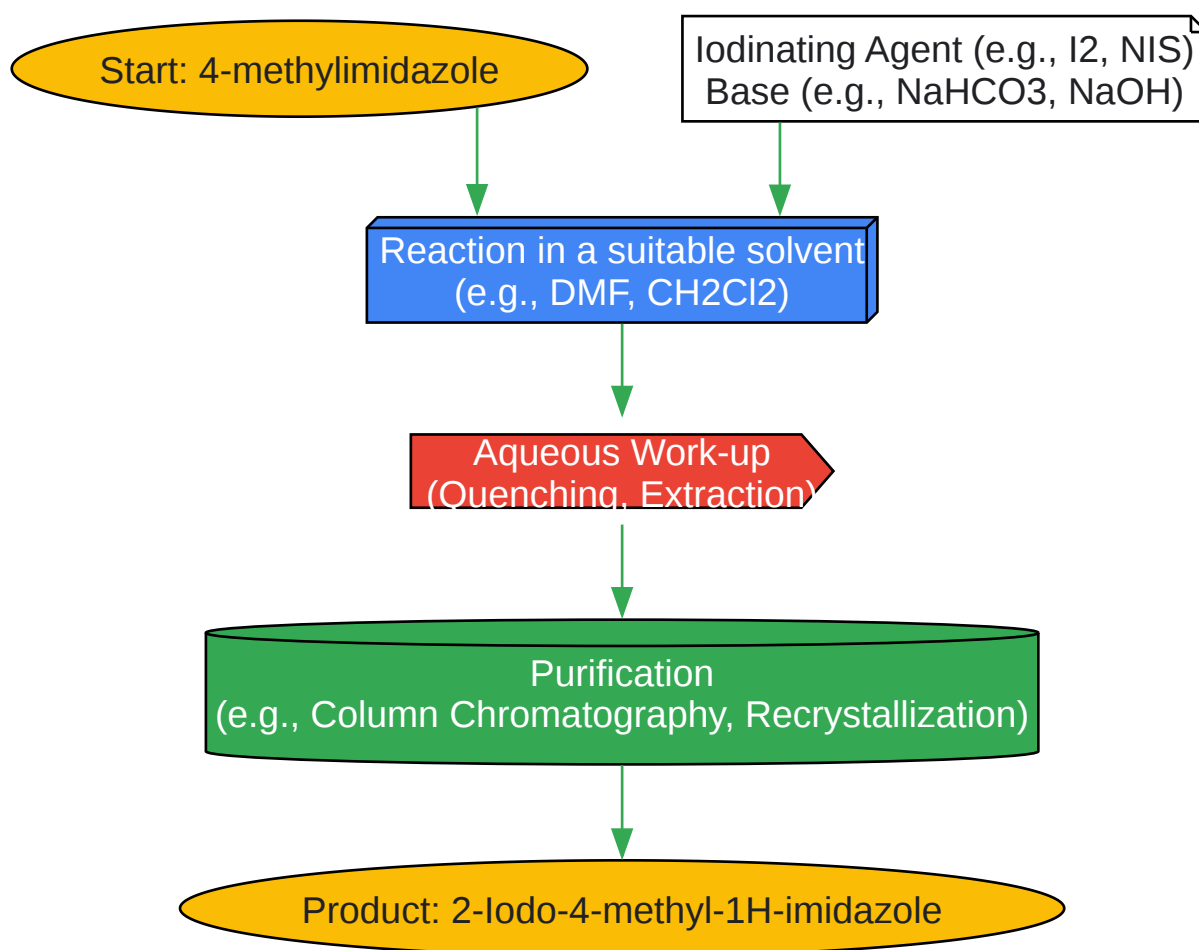 Start: 4-methylimidazole
Iodinating Agent (e.g., I2, NIS)
Base (e.g., NaHCO3, NaOH)
Reaction in a suitable solvent
(e.g., DMF, CH2Cl2)
Aqueous Work-up
(Quenching, Extraction)
Purification
(e.g., Column Chromatography, Recrystallization)
Product: 2-Iodo-4-methyl-1H-imidazole